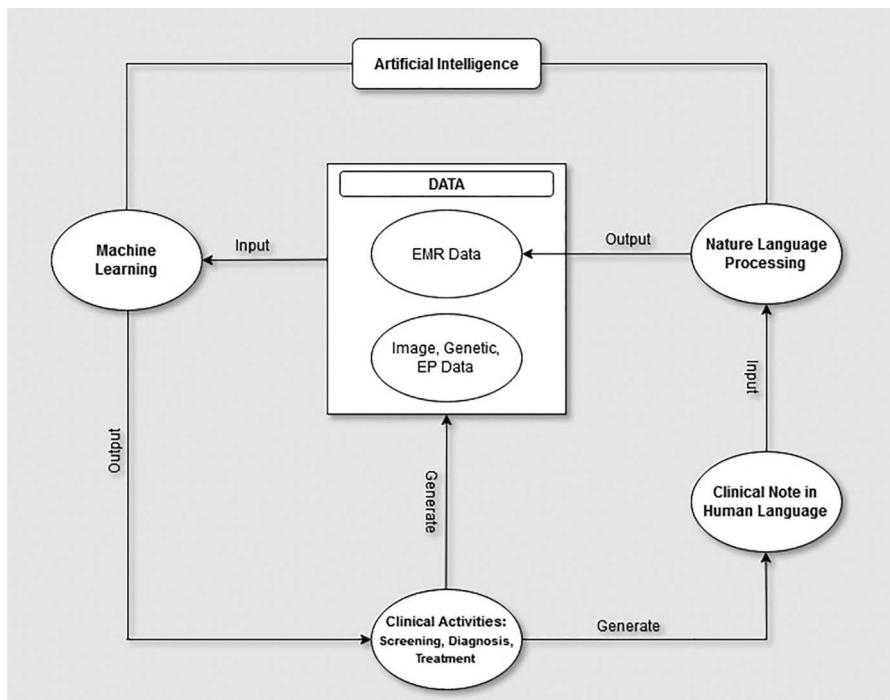 Artificial Intelligence
DATA
Machine
Learning
Input
EMR Data
Output
Nature Language
Processing
Image, Genetic,
EP Data
Input
Output
Generate
Clinical Note in
Human Language
Clinical Activities:
Screening, Diagnosis,
Treatment
Generate